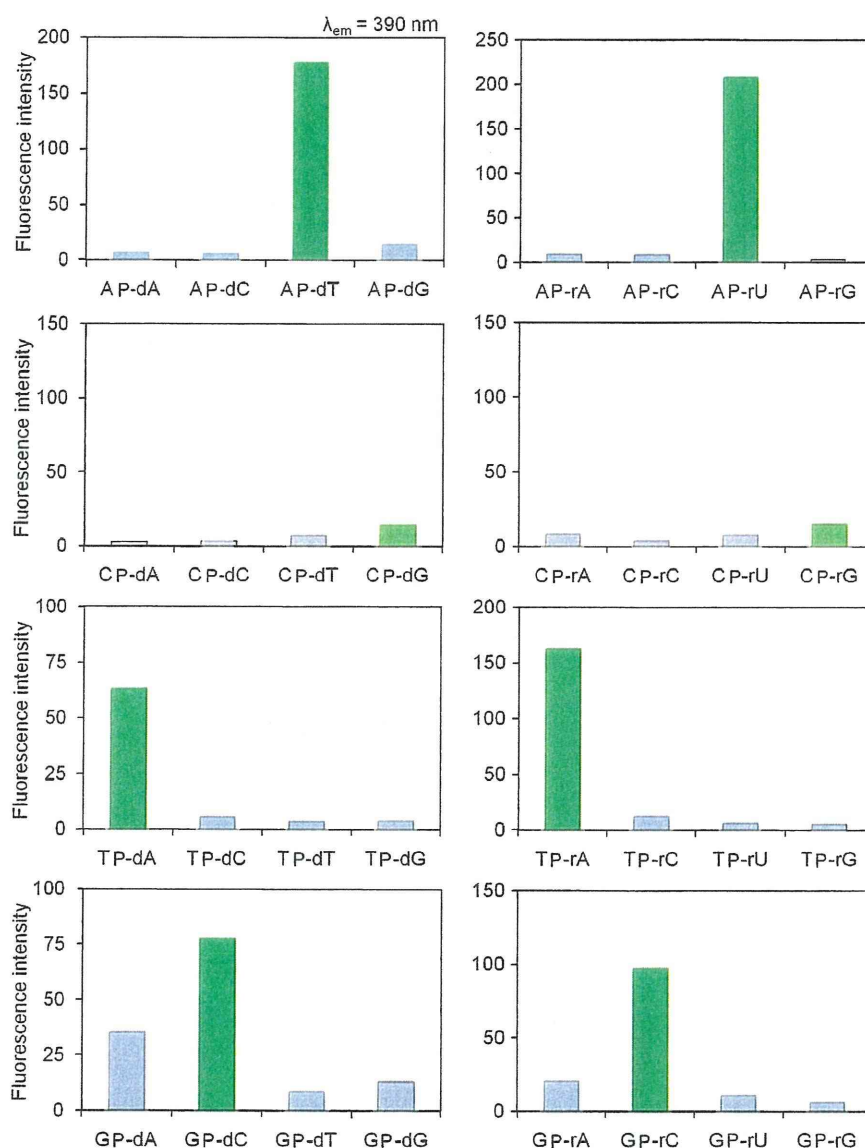 λem = 390 nm
Fluorescence intensity
200
150
100
50
0
AP-dA AP-dC AP-dT AP-dG
250
200
150
100
50
0
AP-rA AP-rC AP-rU AP-rG
Fluorescence intensity
150
100
50
0
CP-dA CP-dC CP-dT CP-dG
150
100
50
0
CP-rA CP-rC CP-rU CP-rG
Fluorescence intensity
100
75
50
25
0
TP-dA TP-dC TP-dT TP-dG
200
150
100
50
0
TP-rA TP-rC TP-rU TP-rG
Fluorescence intensity
100
75
50
25
0
GP-dA GP-dC GP-dT GP-dG
150
100
50
0
GP-rA GP-rC GP-rU GP-rG